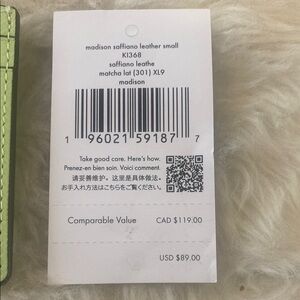 madison saffiano leather small
KI368
saffiano leathe
matcha lat (301) XL9
madison
1 96021 59187 7
Take good care. Here's how.
Prenez-en bien soin. Voici comment.
请妥善维护。这里是具体做法。
お手入れ方法はこちらをご覧ください。
Comparable Value CAD $119.00
USD $89.00